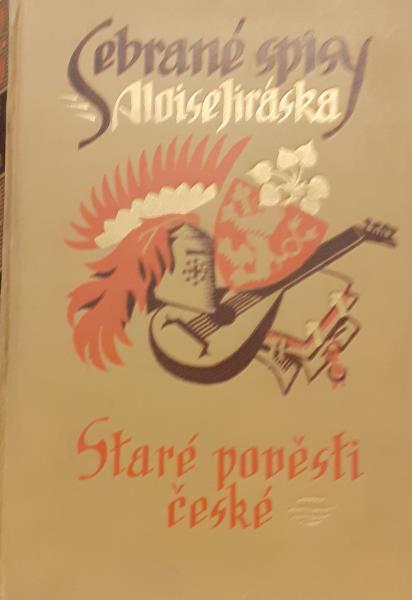 Sebrané spisy
Aloise Jiráska
Staré pověsti
české